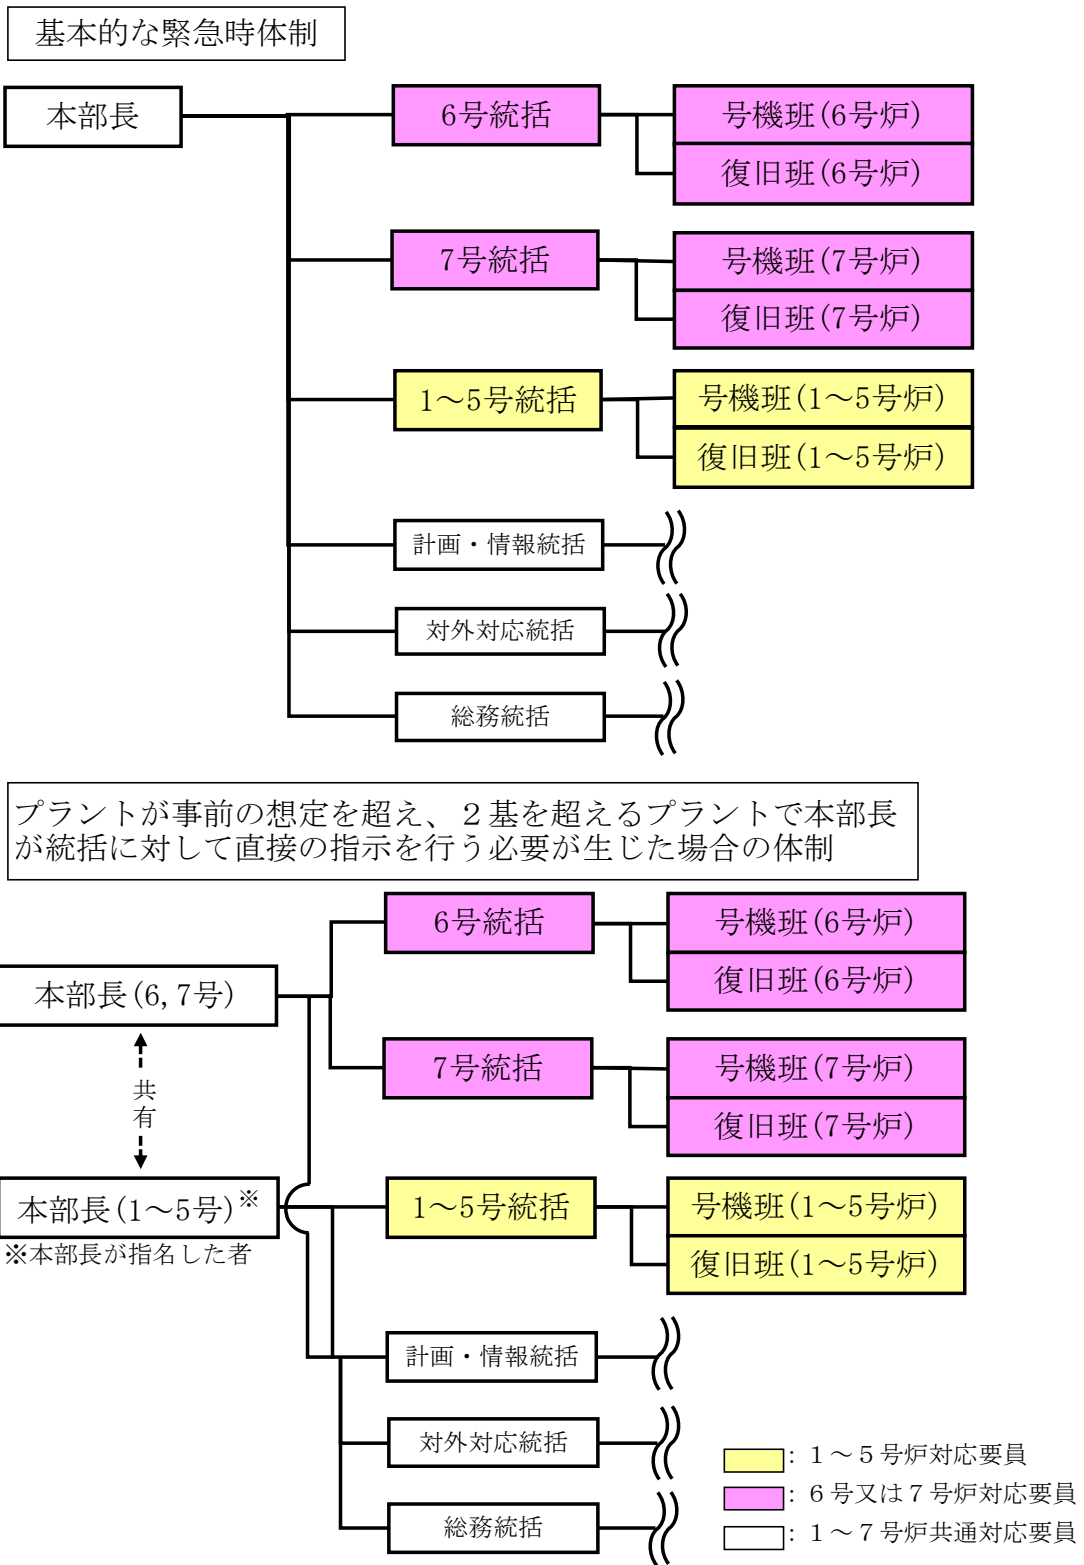 基本的な緊急時体制
本部長
6号統括
号機班(6号炉)
復旧班(6号炉)
7号統括
号機班(7号炉)
復旧班(7号炉)
1～5号統括
号機班(1～5号炉)
復旧班(1～5号炉)
計画・情報統括
対外対応統括
総務統括
プラントが事前の想定を超え、２基を超えるプラントで本部長
が統括に対して直接の指示を行う必要が生じた場合の体制
6号統括
号機班(6号炉)
復旧班(6号炉)
本部長(6,7号)
7号統括
号機班(7号炉)
復旧班(7号炉)
共有
本部長(1～5号)※
※本部長が指名した者
1～5号統括
号機班(1～5号炉)
復旧班(1～5号炉)
計画・情報統括
対外対応統括
総務統括
：１～５号炉対応要員
：６号又は７号炉対応要員
：１～７号炉共通対応要員